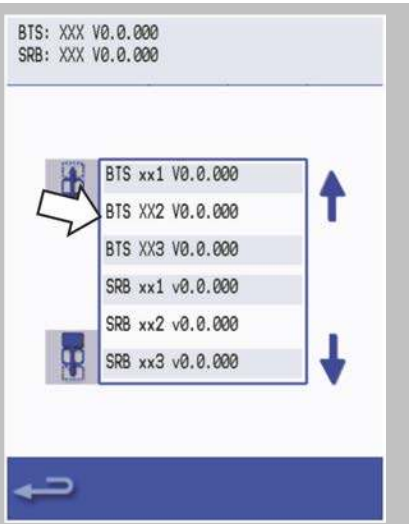 BTS: XXX V0.0.000
SRB: XXX V0.0.000
BTS xx1 V0.0.000
BTS XX2 V0.0.000
BTS XX3 V0.0.000
SRB xx1 v0.0.000
SRB xx2 v0.0.000
SRB xx3 v0.0.000